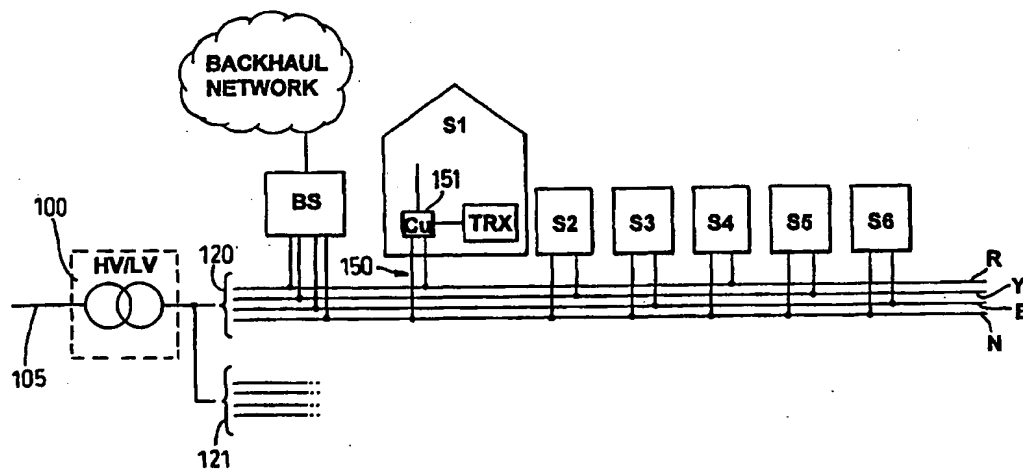 BACKHAUL
NETWORK
S1
100
BS
151
Cu
TRX
S2
S3
S4
S5
S6
HV/LV
120
150
R
Y
N
105
121